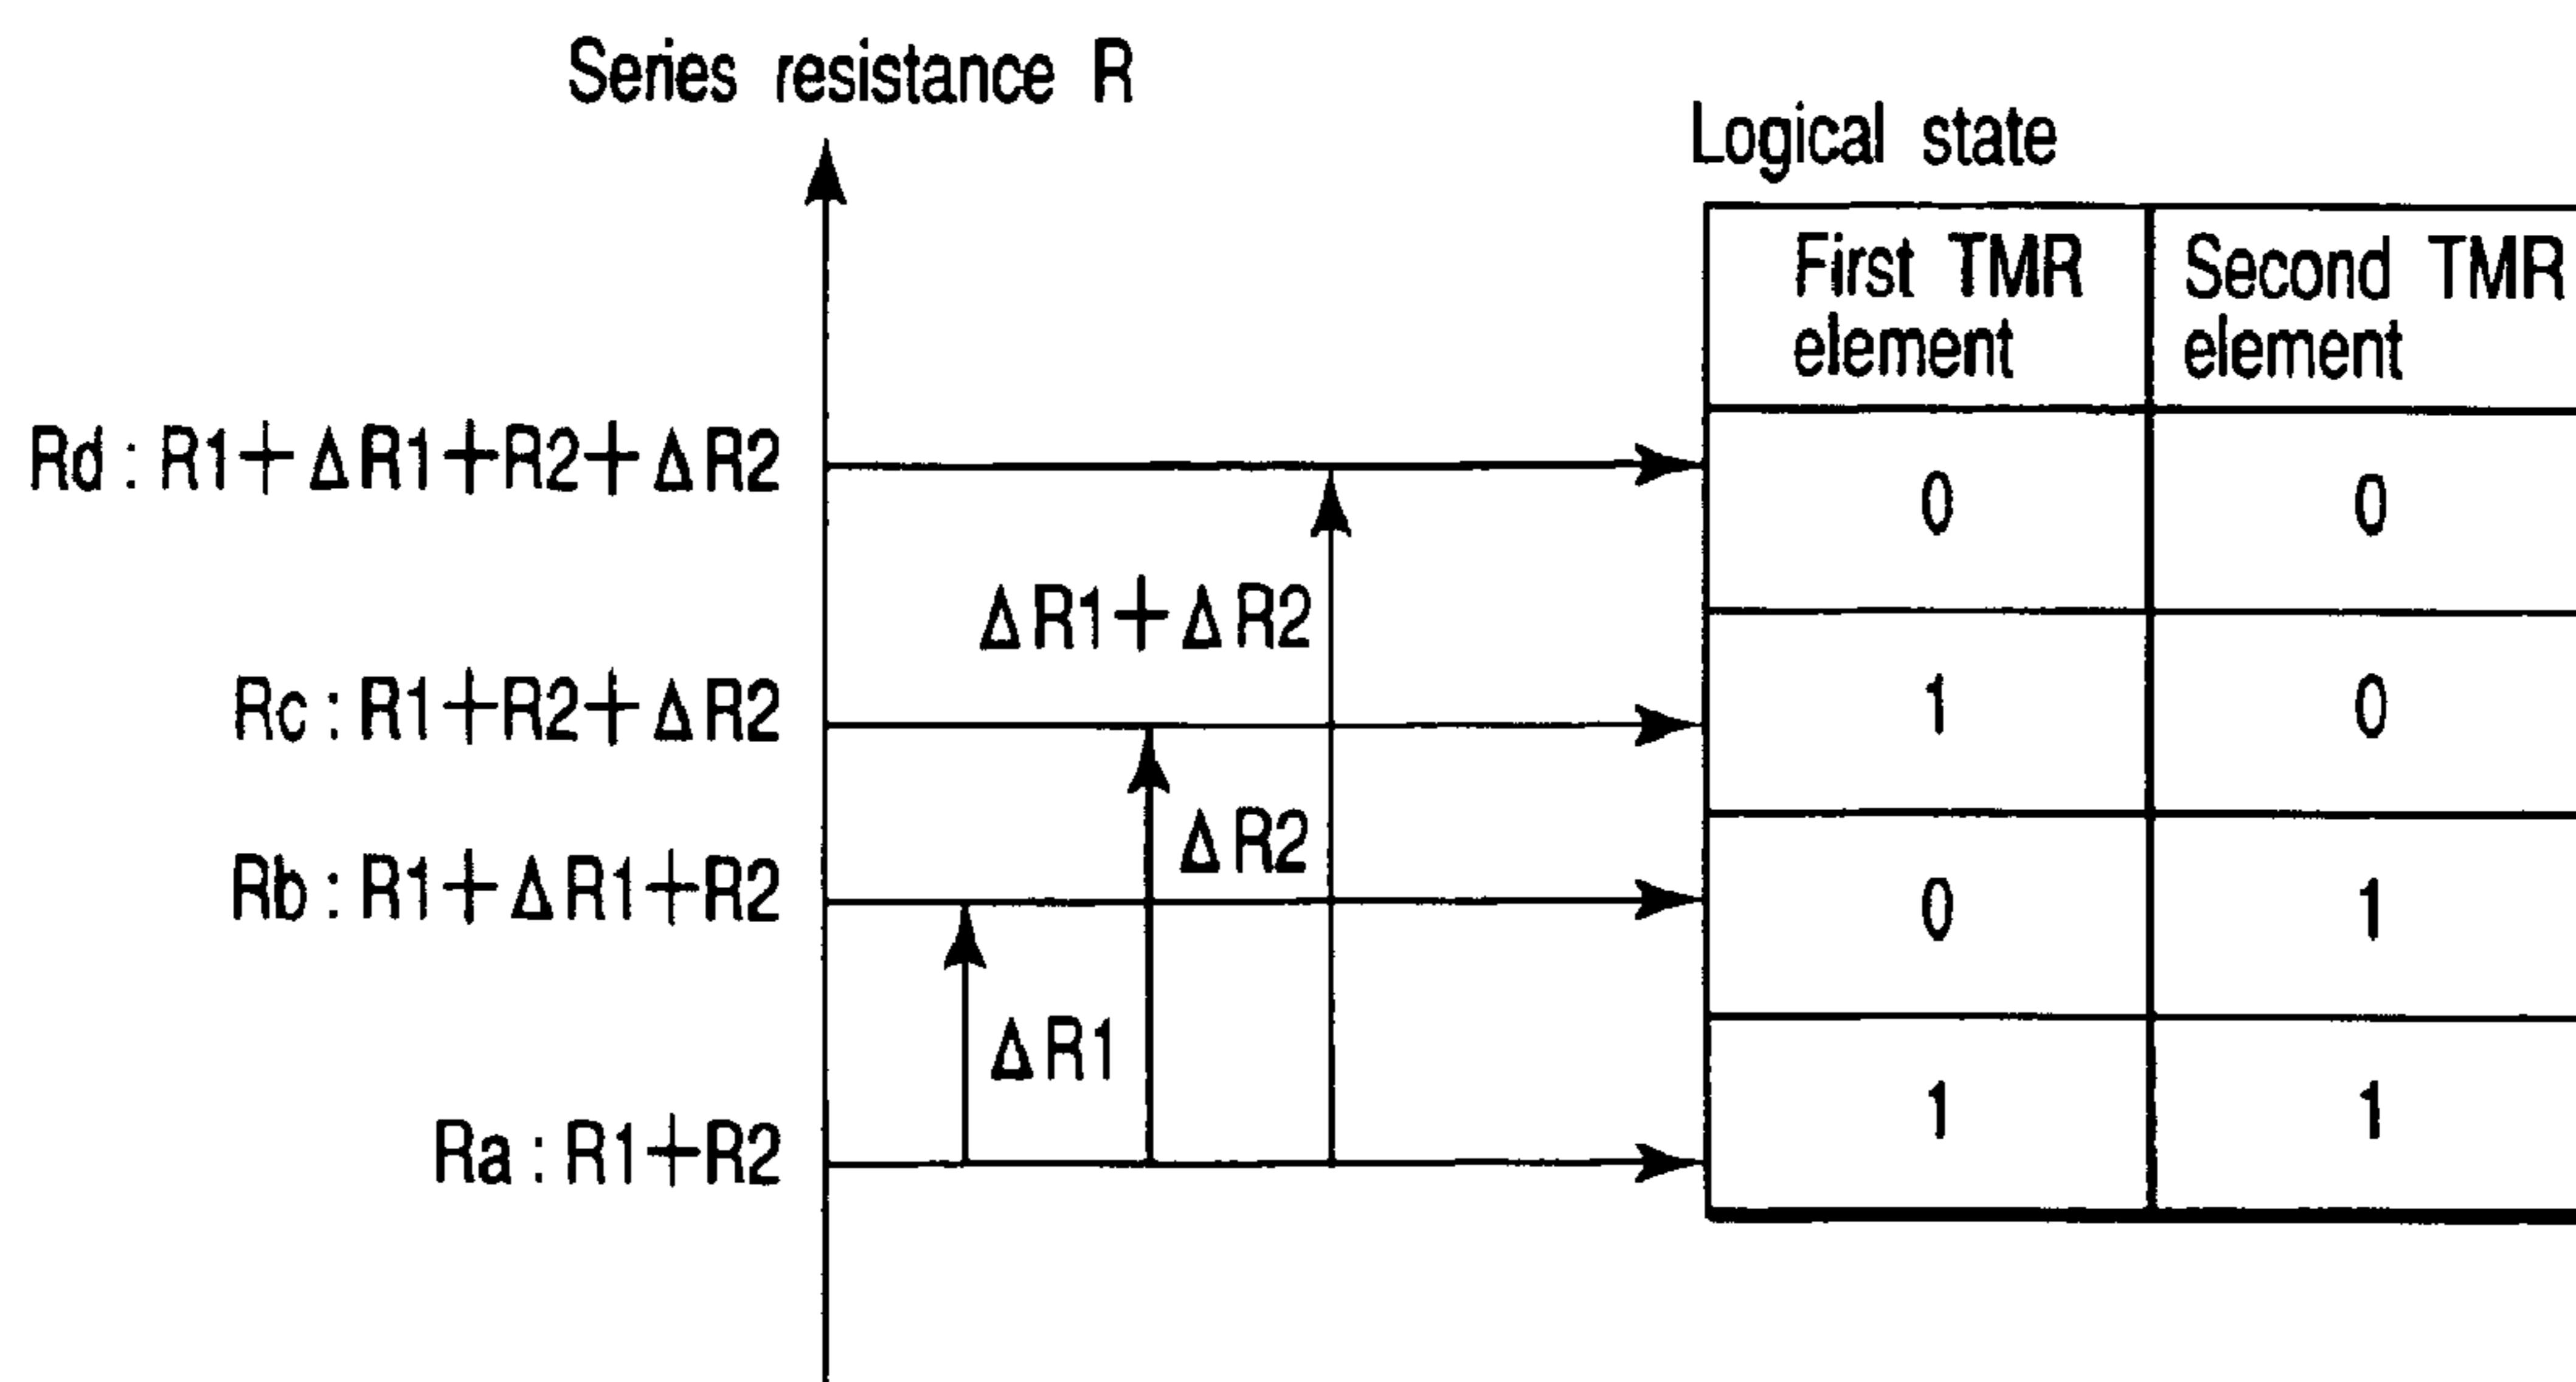 Series resistance R
Logical state
First TMR element
Second TMR element
Rd : R1+ΔR1+R2+ΔR2
0
0
ΔR1+ΔR2
Rc : R1+R2+ΔR2
1
0
ΔR2
Rb : R1+ΔR1+R2
0
1
ΔR1
Ra : R1+R2
1
1